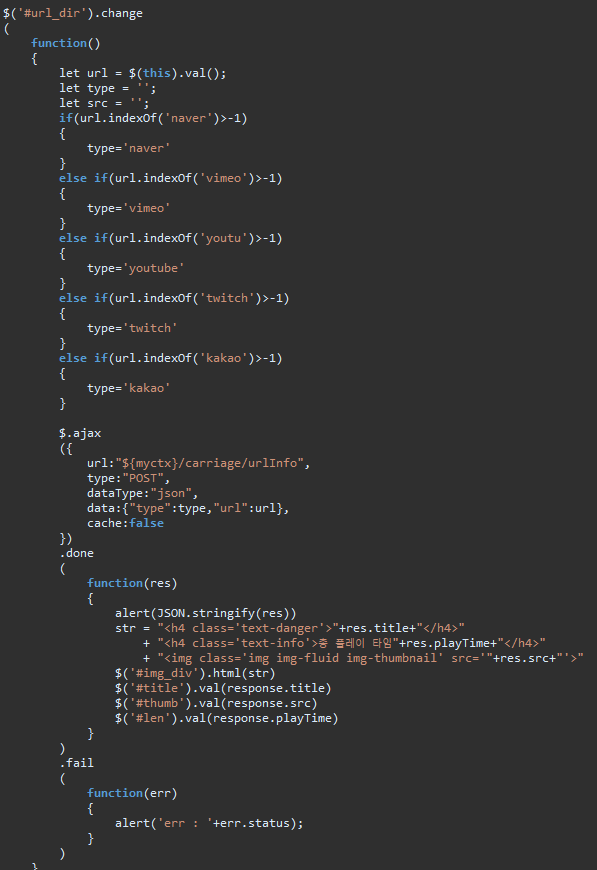 $('#url_dir').change
(
    function()
    {
        let url = $(this).val();
        let type = '';
        let src = '';
        if(url.indexOf('naver')>-1)
        {
            type='naver'
        }
        else if(url.indexOf('vimeo')>-1)
        {
            type='vimeo'
        }
        else if(url.indexOf('youtu')>-1)
        {
            type='youtube'
        }
        else if(url.indexOf('twitch')>-1)
        {
            type='twitch'
        }
        else if(url.indexOf('kakao')>-1)
        {
            type='kakao'
        }

        $.ajax
        ({
            url:"${myctx}/carriage/urlInfo",
            type:"POST",
            dataType:"json",
            data:{"type":type,"url":url},
            cache:false
        })
        .done
        (
            function(res)
            {
                alert(JSON.stringify(res))
                str = "<h4 class='text-danger'>"+res.title+"</h4>"
                    + "<h4 class='text-info'>총 플레이 타임"+res.playTime+"</h4>"
                    + "<img class='img img-fluid img-thumbnail' src='"+res.src+"'>"
                $('#img_div').html(str)
                $('#title').val(response.title)
                $('#thumb').val(response.src)
                $('#len').val(response.playTime)
            }
        )
        .fail
        (
            function(err)
            {
                alert('err : '+err.status);
            }
        )
    }